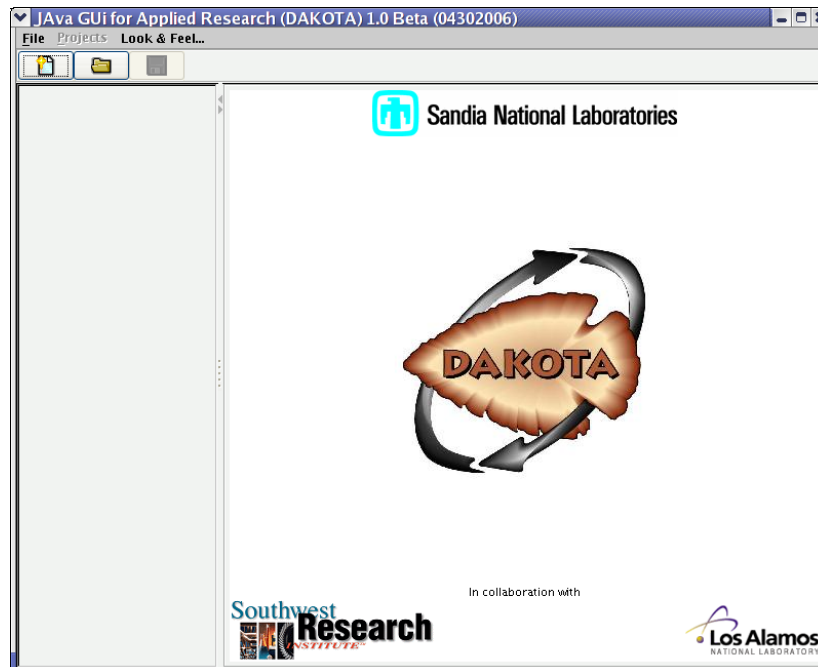 JAva GUi for Applied Research (DAKOTA) 1.0 Beta (04302006)
File Projects Look & Feel...
Sandia National Laboratories
DAKOTA
In collaboration with
Southwest
Research
INSTITUTE™
Los Alamos
NATIONAL LABORATORY